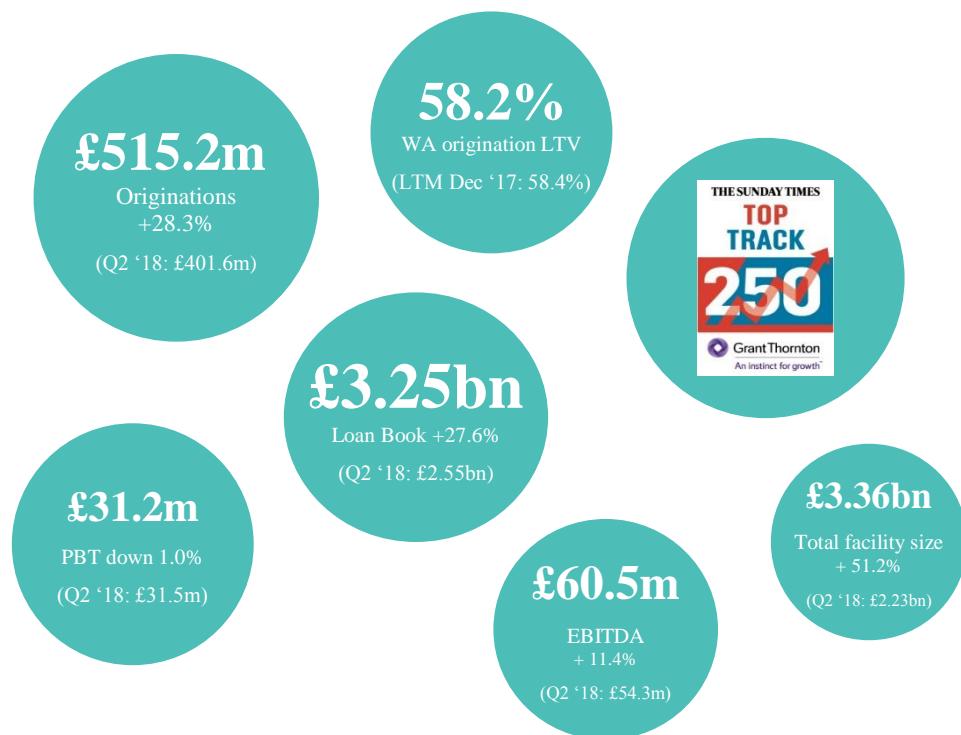 £515.2m
Originations
+28.3%
(Q2 ‘18: £401.6m)
58.2%
WA origination LTV
(LTM Dec ‘17: 58.4%)
THE SUNDAY TIMES
TOP
TRACK
250
Grant Thornton
An instinct for growth™
£3.25bn
Loan Book +27.6%
(Q2 ‘18: £2.55bn)
£31.2m
PBT down 1.0%
(Q2 ‘18: £31.5m)
£60.5m
EBITDA
+ 11.4%
(Q2 ‘18: £54.3m)
£3.36bn
Total facility size
+ 51.2%
(Q2 ‘18: £2.23bn)